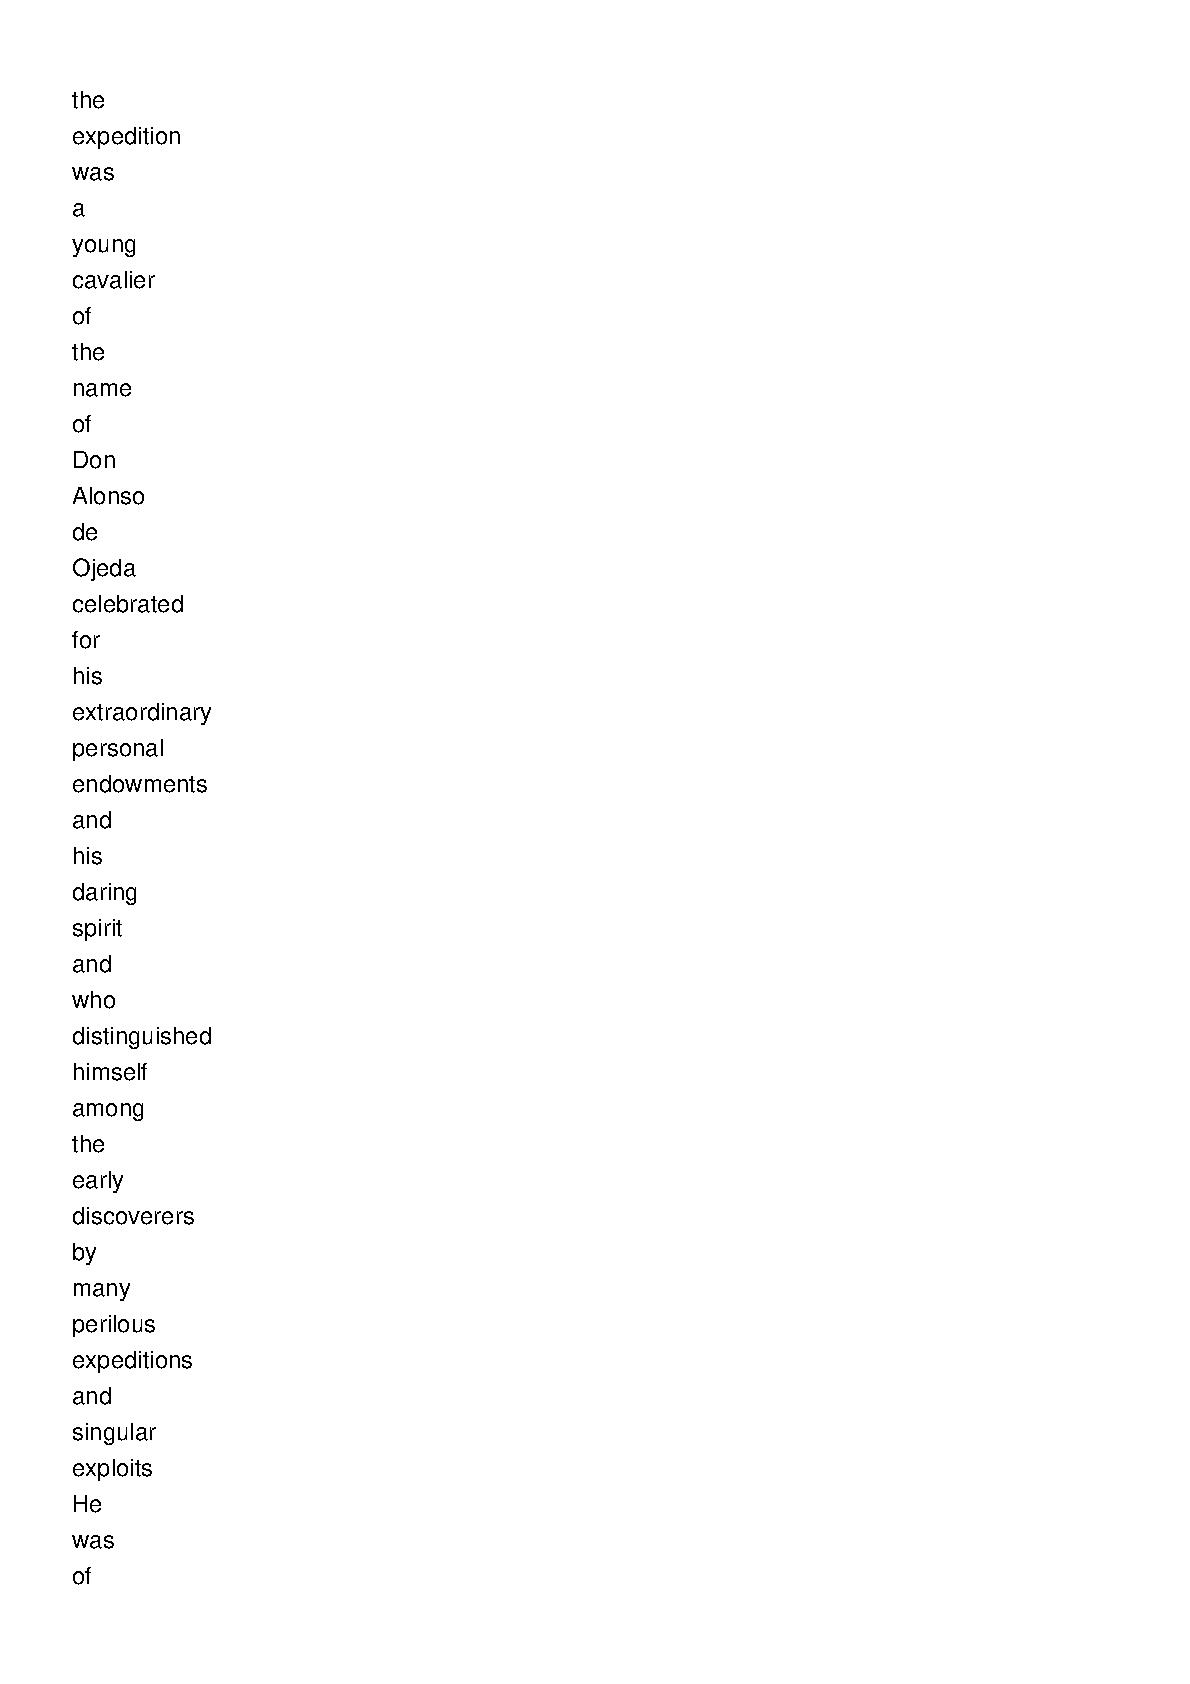 the
expedition
was
a
young
cavalier
of
the
name
of
Don
Alonso
de
Ojeda
celebrated
for
his
extraordinary
personal
endowments
and
his
daring
spirit
and
who
distinguished
himself
among
the
early
discoverers
by
many
perilous
expeditions
and
singular
exploits
He
was
of